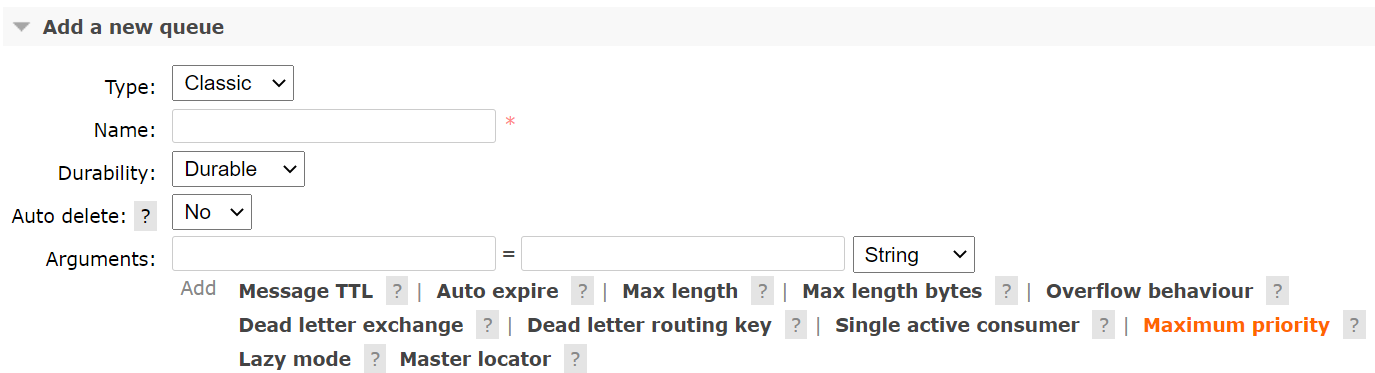 Add a new queue
Type: Classic
Name: *
Durability: Durable
Auto delete: ? No
Arguments: = String
Add Message TTL ? | Auto expire ? | Max length ? | Max length bytes ? | Overflow behaviour ?
Dead letter exchange ? | Dead letter routing key ? | Single active consumer ? | Maximum priority ?
Lazy mode ? Master locator ?